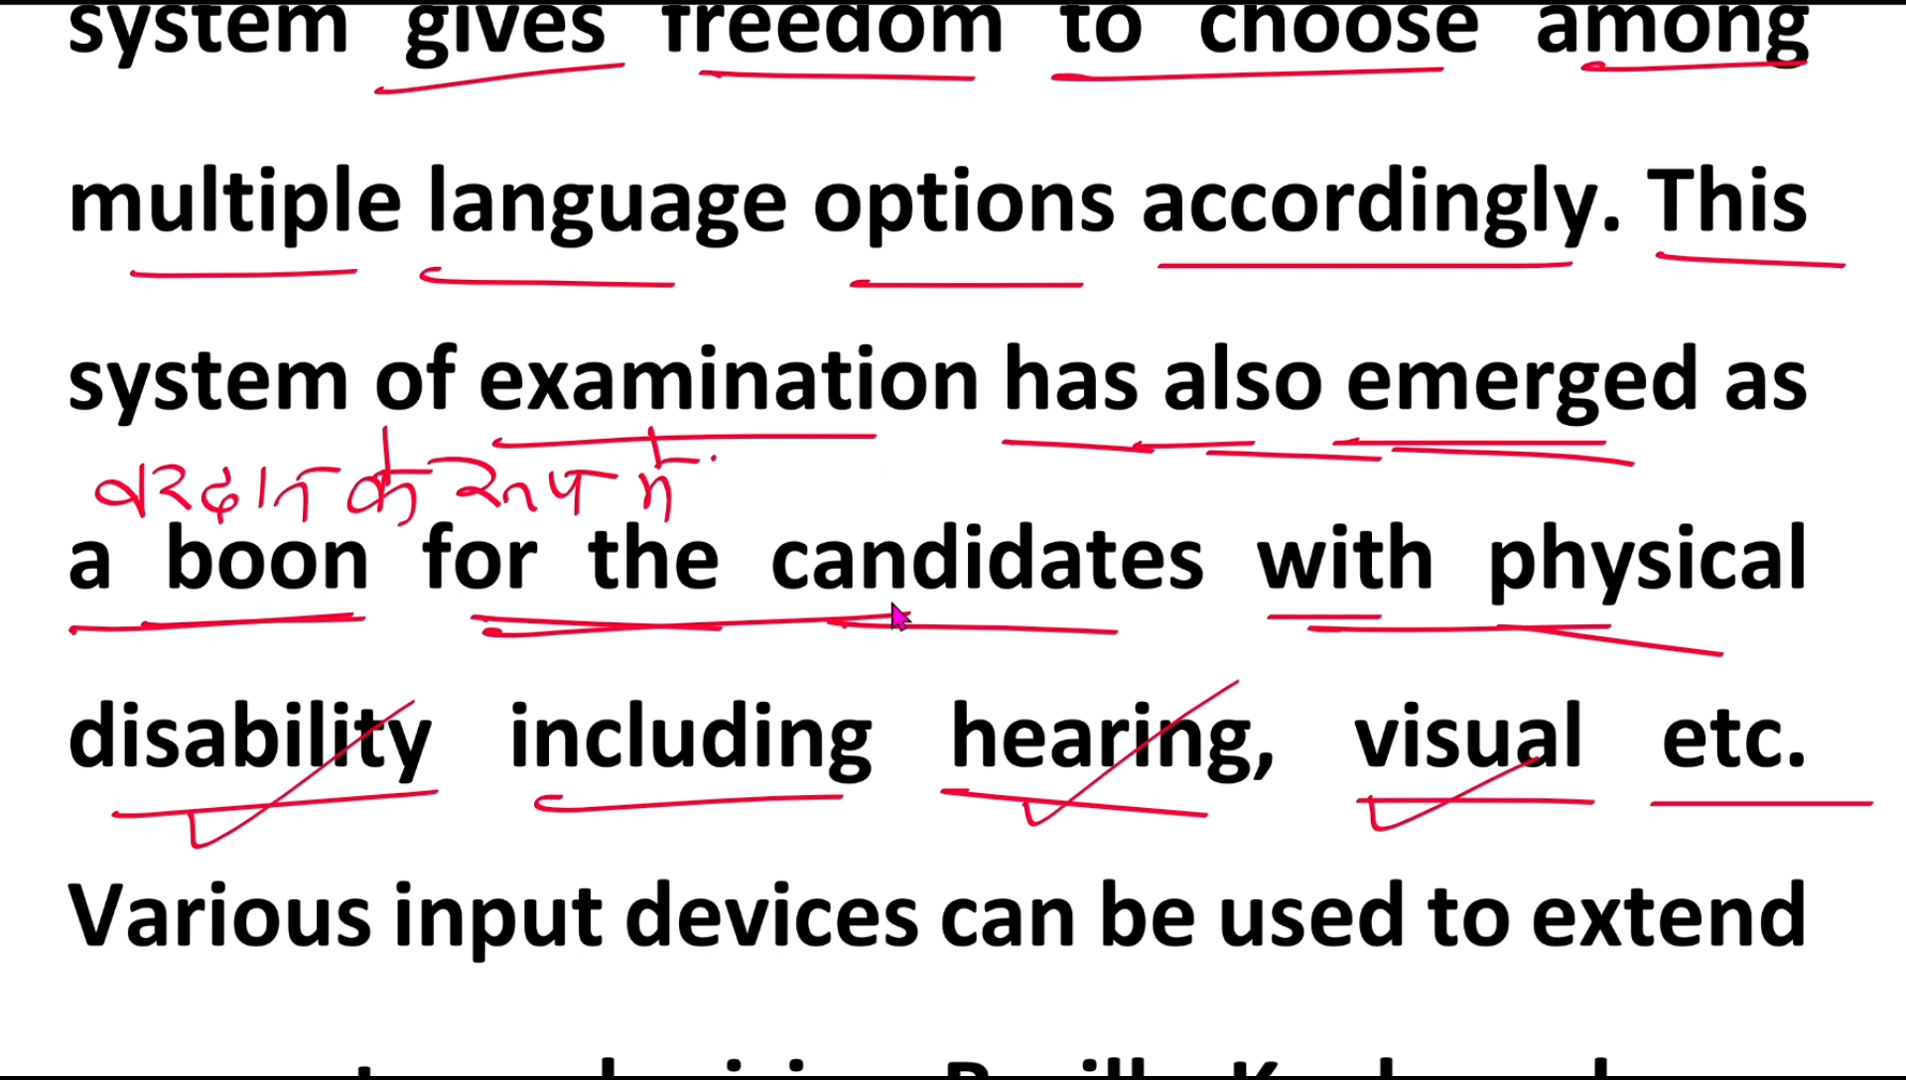 system gives freedom to choose among
multiple language options accordingly. This
system of examination has also emerged as
वरदान के रूप में
a boon for the candidates with physical
disability including hearing, visual etc.
Various input devices can be used to extend